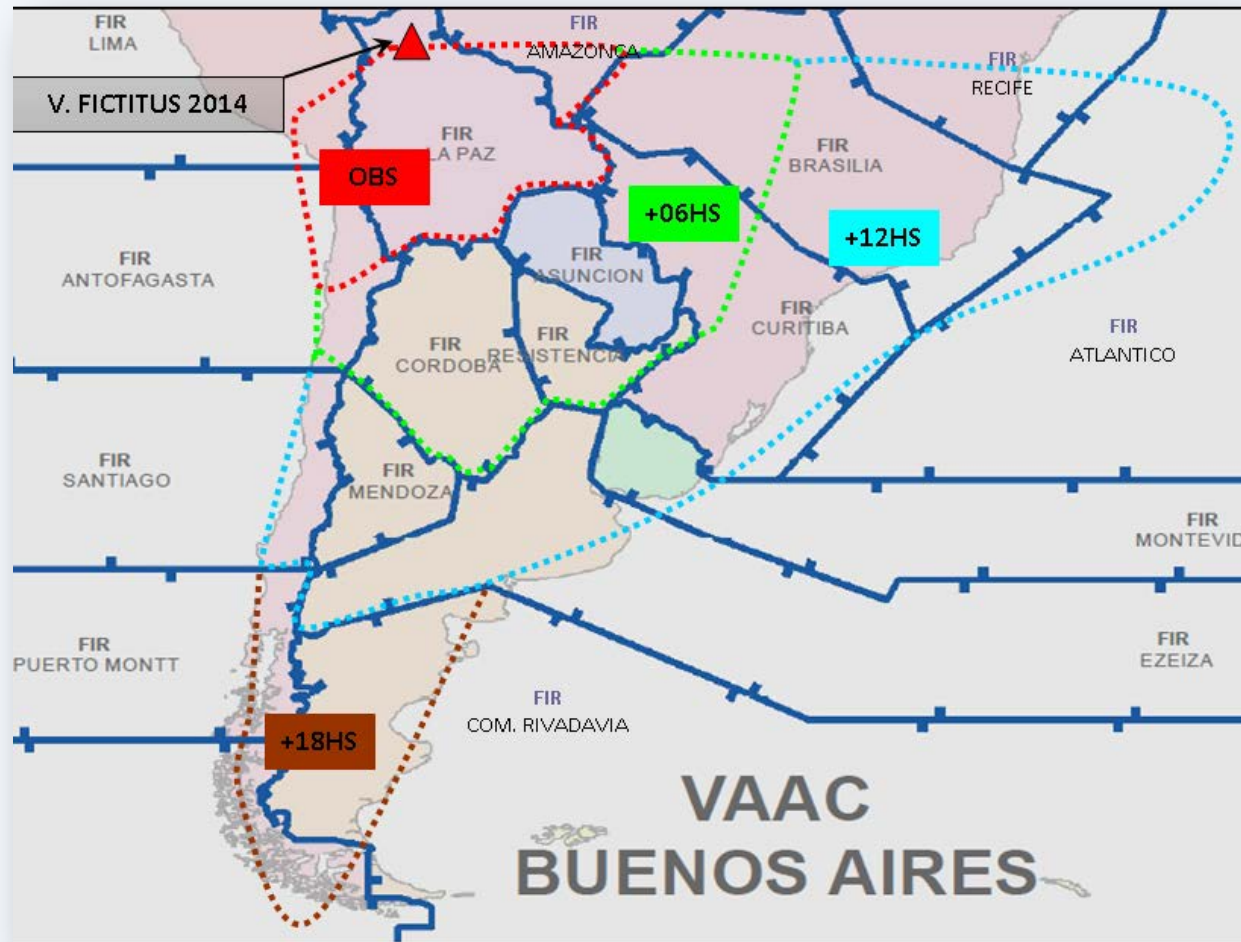 FIR
LIMA
FIR
AMAZONCA
FIR
RECIFE
V. FICTITUS 2014
FIR
LA PAZ
FIR
BRASILIA
OBS
+06HS
+12HS
FIR
ANTOFAGASTA
FIR
ASUNCION
FIR
CORDOBA
FIR
RESISTENCIA
FIR
CURITIBA
FIR
ATLANTICO
FIR
SANTIAGO
FIR
MENDOZA
FIR
MONTEVID
FIR
PUERTO MONTT
FIR
EZEIZA
FIR
COM. RIVADAVIA
+18HS
VAAC
BUENOS AIRES